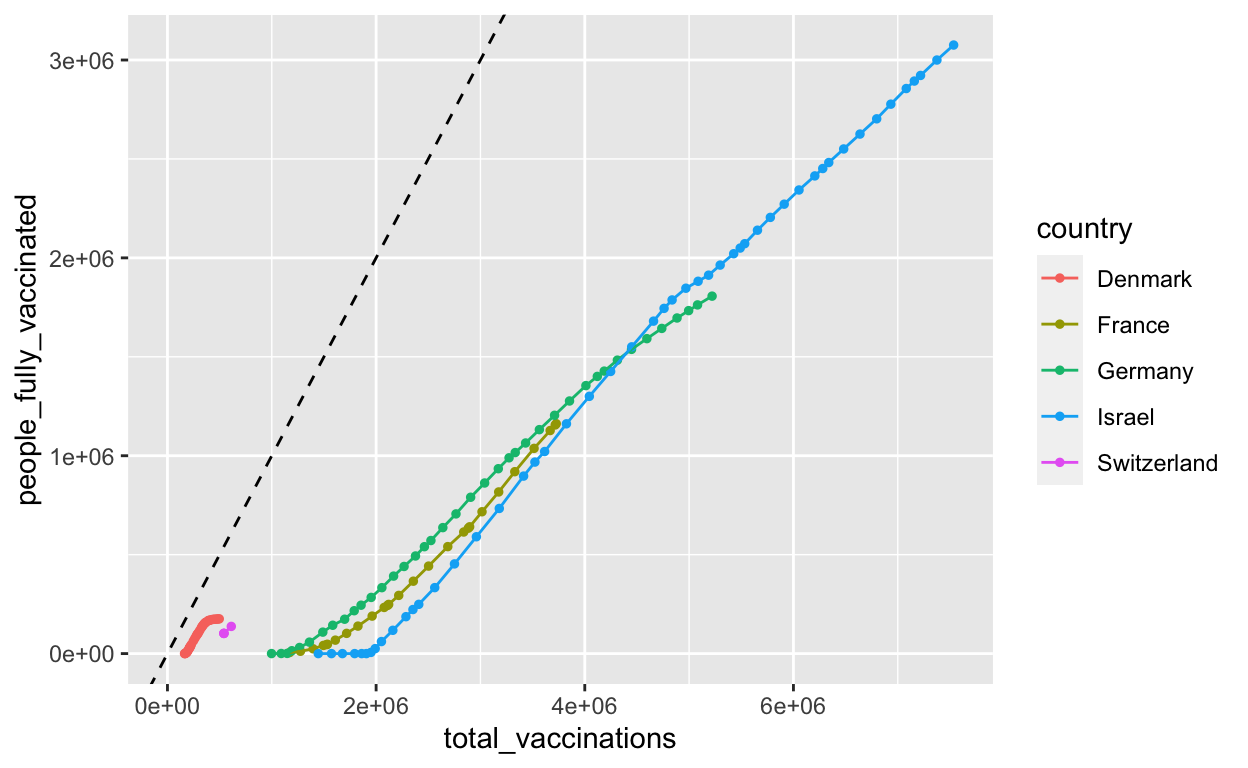 3e+06
2e+06
1e+06
0e+00
people_fully_vaccinated
0e+00 2e+06 4e+06 6e+06
total_vaccinations
country
Denmark
France
Germany
Israel
Switzerland